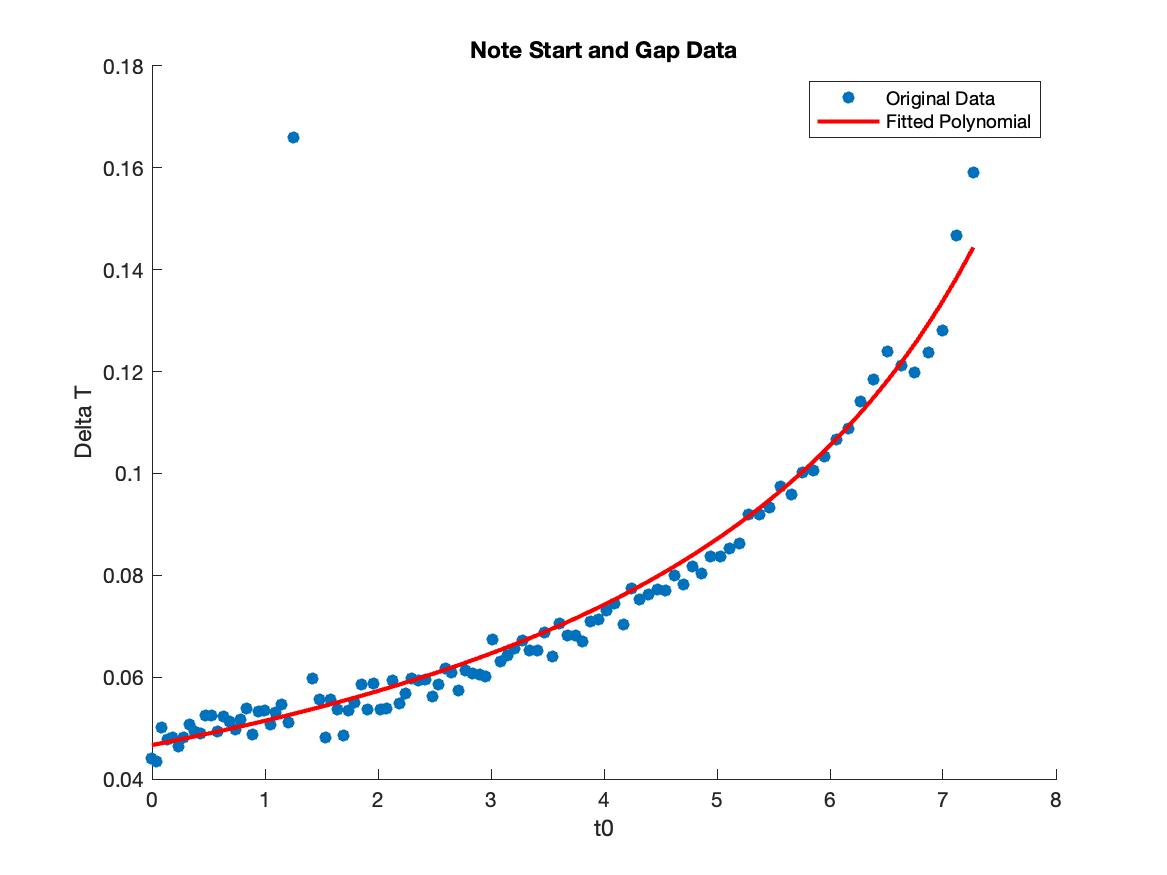 Note Start and Gap Data
Original Data
Fitted Polynomial
0.18
0.16
0.14
0.12
0.1
0.08
0.06
0.04
Delta T
0 1 2 3 4 5 6 7 8
t0